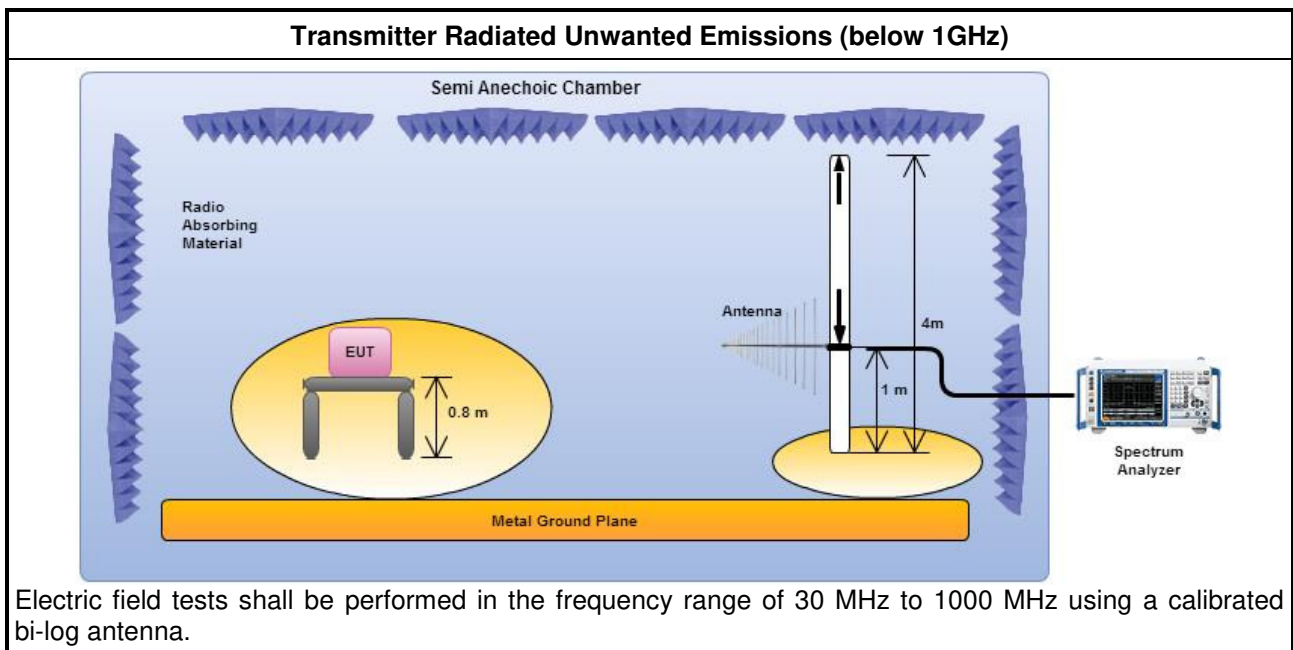 Transmitter Radiated Unwanted Emissions (below 1GHz)
Semi Anechoic Chamber
Radio
Absorbing
Material
Antenna
4m
EUT
1 m
0.8 m
Spectrum
Analyzer
Metal Ground Plane
Electric field tests shall be performed in the frequency range of 30 MHz to 1000 MHz using a calibrated
bi-log antenna.